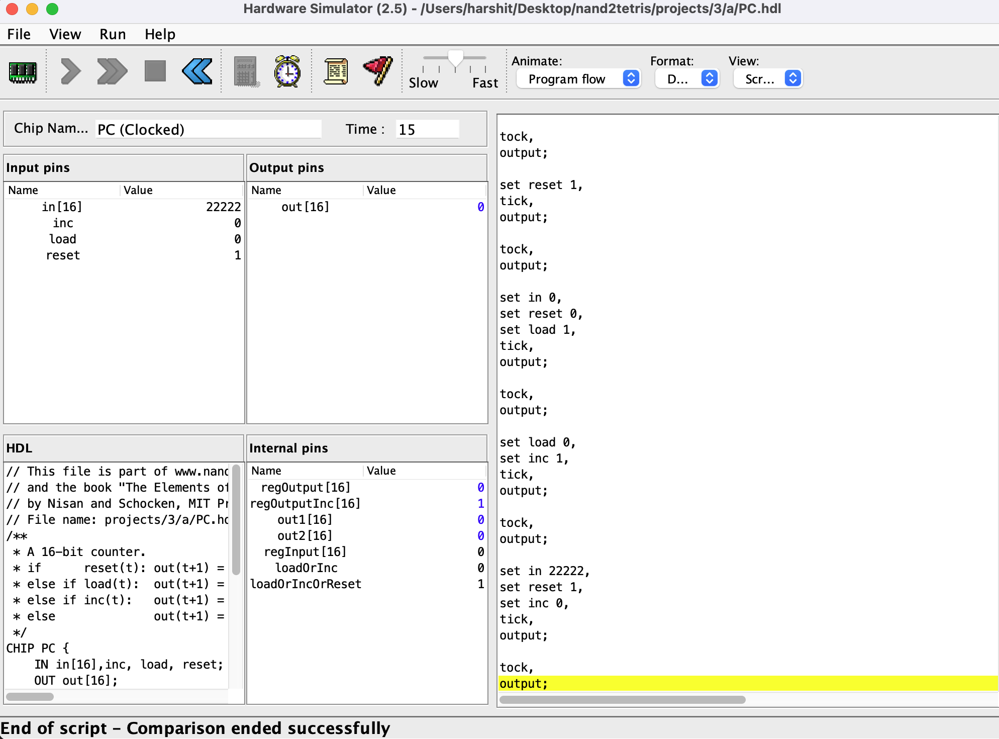 Hardware Simulator (2.5) - /Users/harshit/Desktop/nand2tetris/projects/3/a/PC.hdl
File View Run Help
Slow Fast
Animate: Format: View:
Program flow D... Scr...
Chip Nam... PC (Clocked) Time : 15
Input pins
Name Value
in[16] 22222
inc 0
load 0
reset 1
Output pins
Name Value
out[16] 0
HDL
// This file is part of www.nand
// and the book "The Elements of
// by Nisan and Schocken, MIT Pr
// File name: projects/3/a/PC.hd
/**
* A 16-bit counter.
* if reset(t): out(t+1) =
* else if load(t): out(t+1) =
* else if inc(t): out(t+1) =
* else out(t+1) =
*/
CHIP PC {
IN in[16],inc, load, reset;
OUT out[16];
Internal pins
Name Value
regOutput[16] 0
regOutputInc[16] 1
out1[16] 0
out2[16] 0
regInput[16] 0
loadOrInc 0
loadOrIncOrReset 1
tock,
output;
set reset 1,
tick,
output;
tock,
output;
set in 0,
set reset 0,
set load 1,
tick,
output;
tock,
output;
set load 0,
set inc 1,
tick,
output;
tock,
output;
set in 22222,
set reset 1,
set inc 0,
tick,
output;
tock,
output;
End of script - Comparison ended successfully